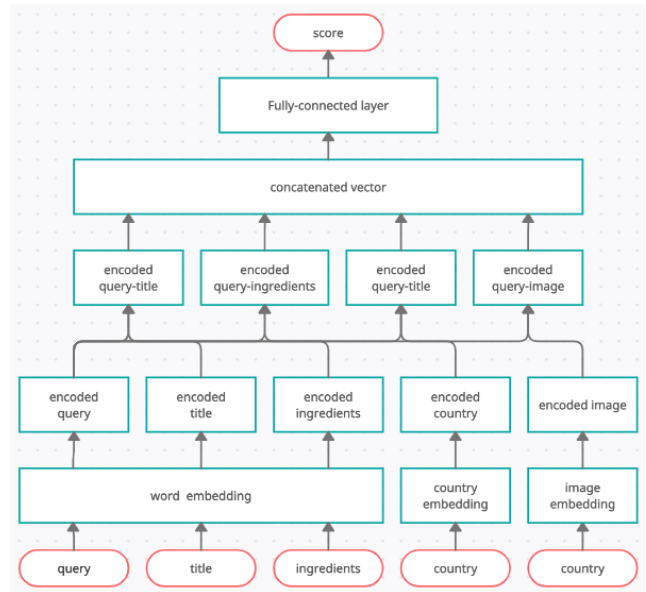 score
Fully-connected layer
concatenated vector
encoded
query-title
encoded
query-ingredients
encoded
query-title
encoded
query-image
encoded
query
encoded
title
encoded
ingredients
encoded
country
encoded image
word embedding
country
embedding
image
embedding
query
title
ingredients
country
country